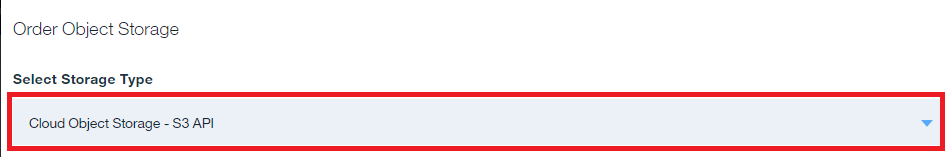 Order Object Storage
Select Storage Type
Cloud Object Storage - S3 API